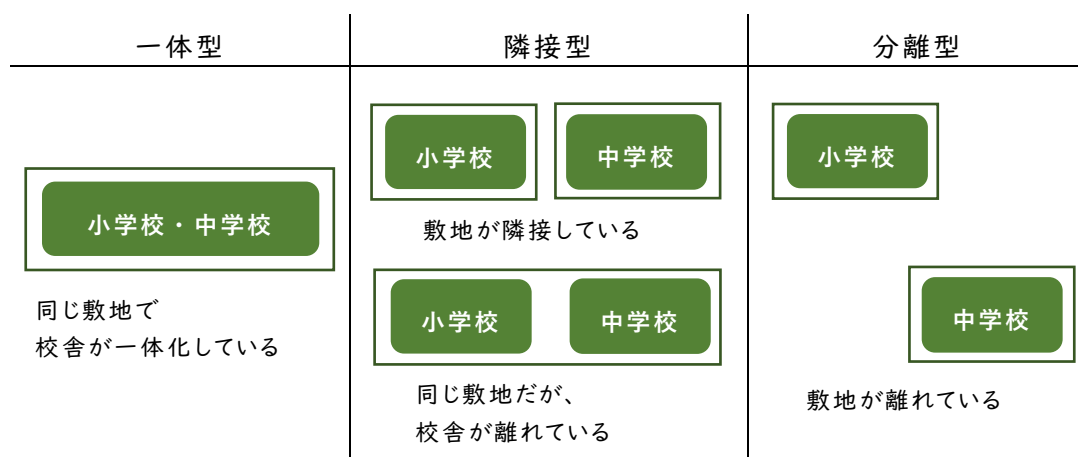 一体型
隣接型
分離型
小学校・中学校
同じ敷地で
校舎が一体化している
小学校
中学校
敷地が隣接している
小学校
中学校
同じ敷地だが、
校舎が離れている
小学校
中学校
敷地が離れている